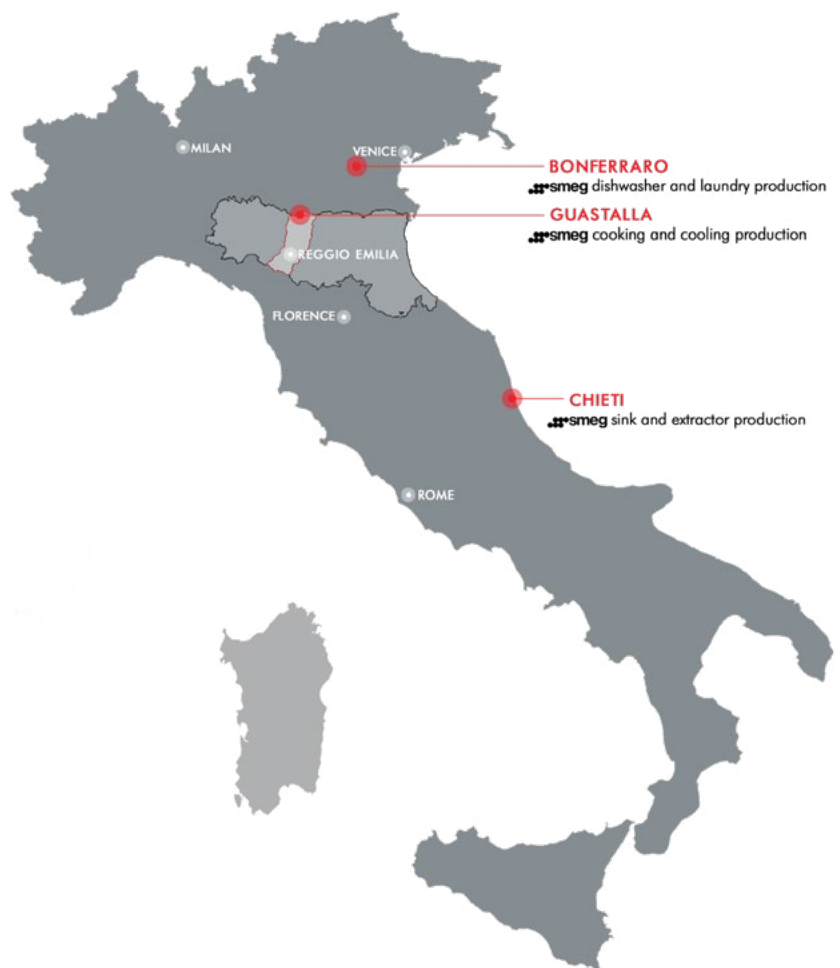 MILAN
VENICE
BONFERRARO
smeg dishwasher and laundry production
GUASTALLA
smeg cooking and cooling production
REGGIO EMILIA
FLORENCE
CHIETI
smeg sink and extractor production
ROME